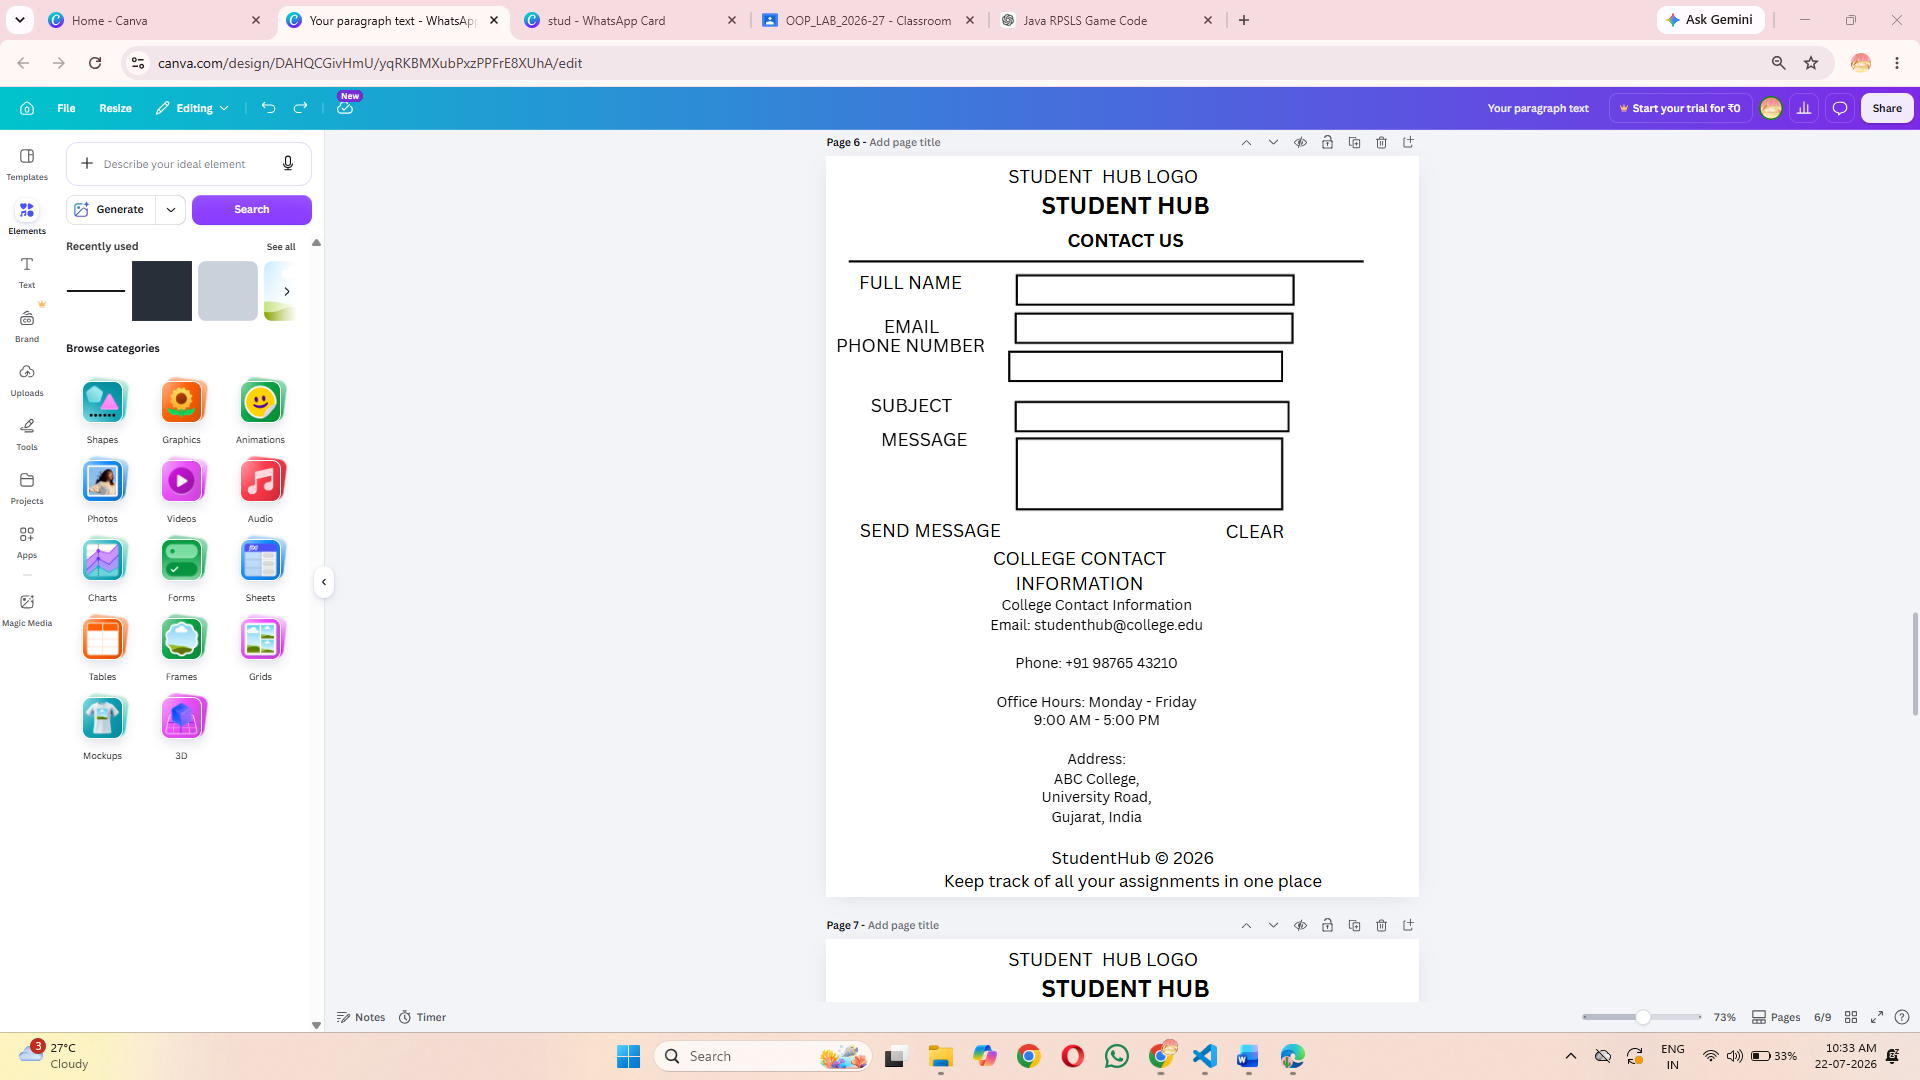 Home - Canva
Your paragraph text - WhatsApp
stud - WhatsApp Card
OOP_LAB_2026-27 - Classroom
Java RPSLS Game Code
Ask Gemini
canva.com/design/DAHQCGivHmU/yqRKBMXubPxzPPFrE8XUhA/edit
File
Resize
Editing
New
Your paragraph text
Start your trial for ₹0
Share
Templates
Elements
Text
Brand
Uploads
Tools
Projects
Apps
Magic Media
Describe your ideal element
Generate
Search
Recently used
See all
Browse categories
Shapes
Graphics
Animations
Photos
Videos
Audio
Charts
Forms
Sheets
Tables
Frames
Grids
Mockups
3D
Page 6 - Add page title
STUDENT HUB LOGO
STUDENT HUB
CONTACT US
FULL NAME
EMAIL
PHONE NUMBER
SUBJECT
MESSAGE
SEND MESSAGE
CLEAR
COLLEGE CONTACT
INFORMATION
College Contact Information
Email: studenthub@college.edu
Phone: +91 98765 43210
Office Hours: Monday - Friday
9:00 AM - 5:00 PM
Address:
ABC College,
University Road,
Gujarat, India
StudentHub © 2026
Keep track of all your assignments in one place
Page 7 - Add page title
STUDENT HUB LOGO
STUDENT HUB
Notes
Timer
73%
Pages
6/9
3
27°C
Cloudy
Search
ENG
IN
33%
10:33 AM
22-07-2026